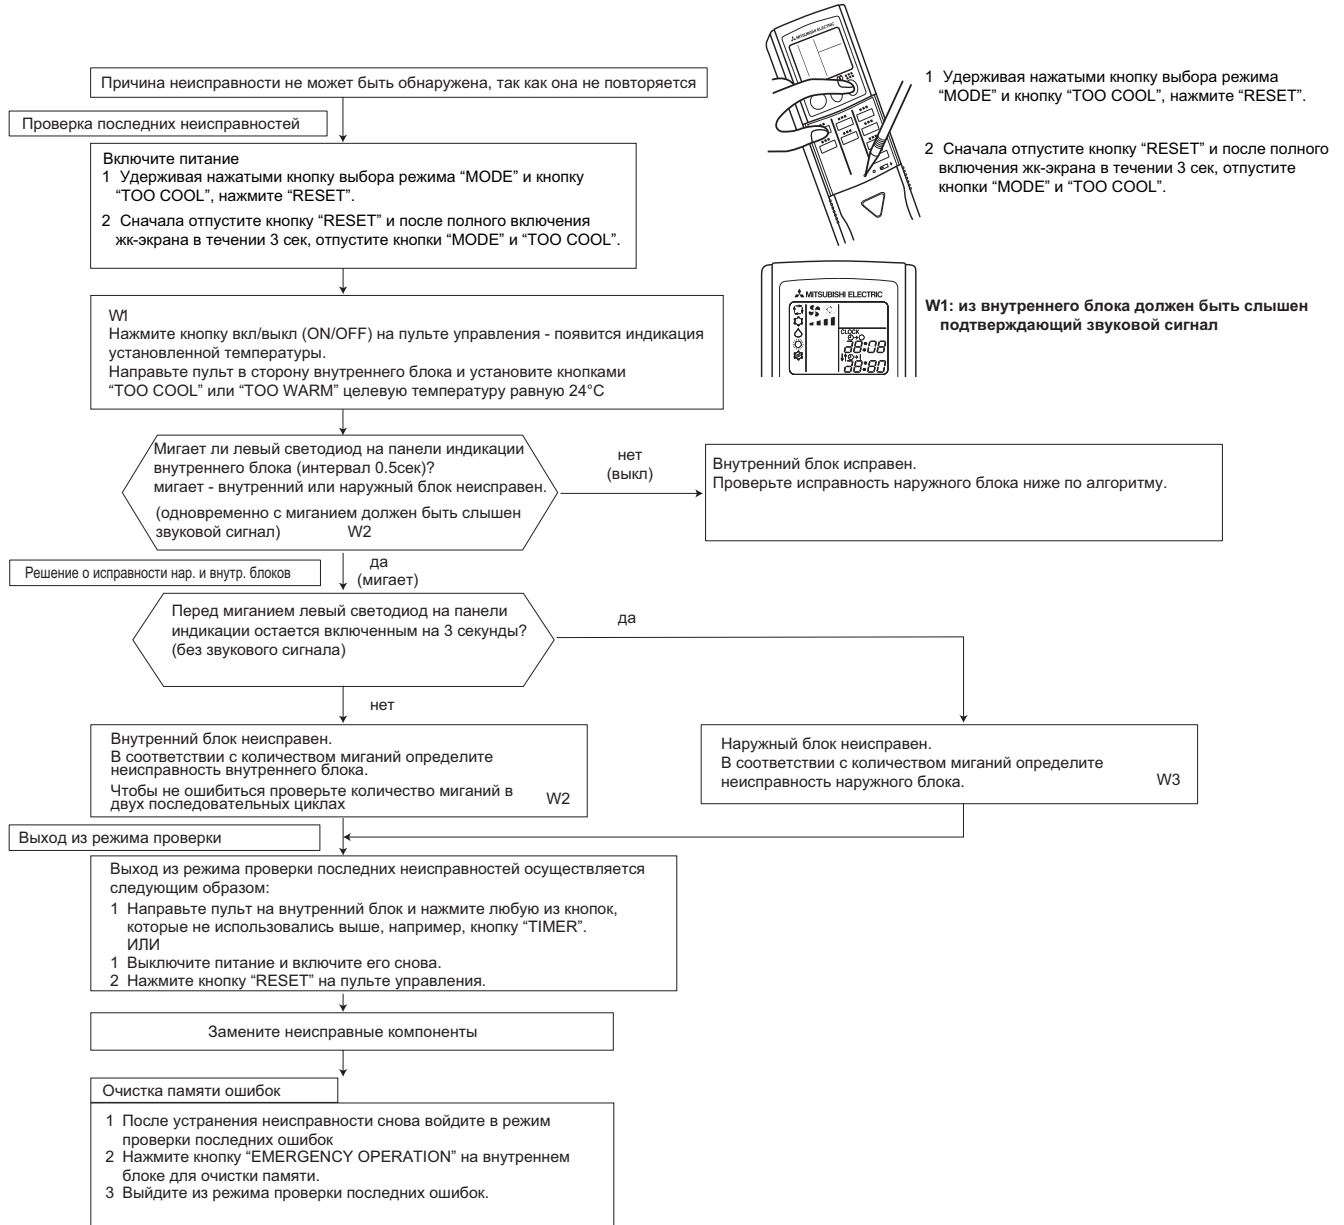 Причина неисправности не может быть обнаружена, так как она не повторяется
Проверка последних неисправностей
Включите питание
1 Удерживая нажатыми кнопку выбора режима “MODE” и кнопку
“TOO COOL”, нажмите “RESET”.
2 Сначала отпустите кнопку “RESET” и после полного включения
жк-экрана в течении 3 сек, отпустите кнопки “MODE” и “TOO COOL”.
MITSUBISHI ELECTRIC
1 Удерживая нажатыми кнопку выбора режима
“MODE” и кнопку “TOO COOL”, нажмите “RESET”.
2 Сначала отпустите кнопку “RESET” и после полного
включения жк-экрана в течении 3 сек, отпустите
кнопки “MODE” и “TOO COOL”.
MITSUBISHI ELECTRIC
CLOCK
38:08
38:80
W1: из внутреннего блока должен быть слышен
подтверждающий звуковой сигнал
W1
Нажмите кнопку вкл/выкл (ON/OFF) на пульте управления - появится индикация
установленной температуры.
Направьте пульт в сторону внутреннего блока и установите кнопками
“TOO COOL” или “TOO WARM” целевую температуру равную 24°C
Мигает ли левый светодиод на панели индикации
внутреннего блока (интервал 0.5сек)?
мигает - внутренний или наружный блок неисправен.
(одновременно с миганием должен быть слышен
звуковой сигнал) W2
нет
(выкл)
Внутренний блок исправен.
Проверьте исправность наружного блока ниже по алгоритму.
да
(мигает)
Решение о исправности нар. и внутр. блоков
Перед миганием левый светодиод на панели
индикации остается включенным на 3 секунды?
(без звукового сигнала)
да
нет
Внутренний блок неисправен.
В соответствии с количеством миганий определите
неисправность внутреннего блока.
Чтобы не ошибиться проверьте количество миганий в
двух последовательных циклах W2
Наружный блок неисправен.
В соответствии с количеством миганий определите
неисправность наружного блока. W3
Выход из режима проверки
Выход из режима проверки последних неисправностей осуществляется
следующим образом:
1 Направьте пульт на внутренний блок и нажмите любую из кнопок,
которые не использовались выше, например, кнопку “TIMER”.
ИЛИ
1 Выключите питание и включите его снова.
2 Нажмите кнопку “RESET” на пульте управления.
Замените неисправные компоненты
Очистка памяти ошибок
1 После устранения неисправности снова войдите в режим
проверки последних ошибок
2 Нажмите кнопку “EMERGENCY OPERATION” на внутреннем
блоке для очистки памяти.
3 Выйдите из режима проверки последних ошибок.